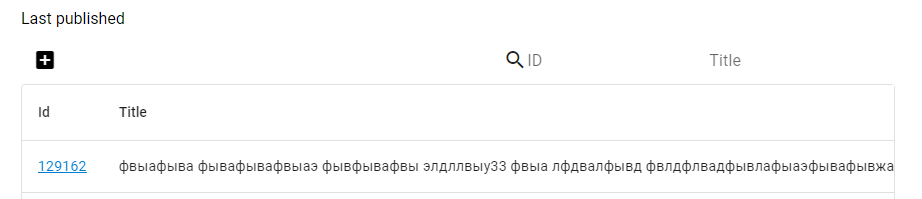 Last published
ID Title
Id Title
129162 фвыафыва фывафывафвыаэ фывфывафвы элдллвыу33 фвыа лфдвалфывд фвлдфлвадфывлафыаэфывафывжа